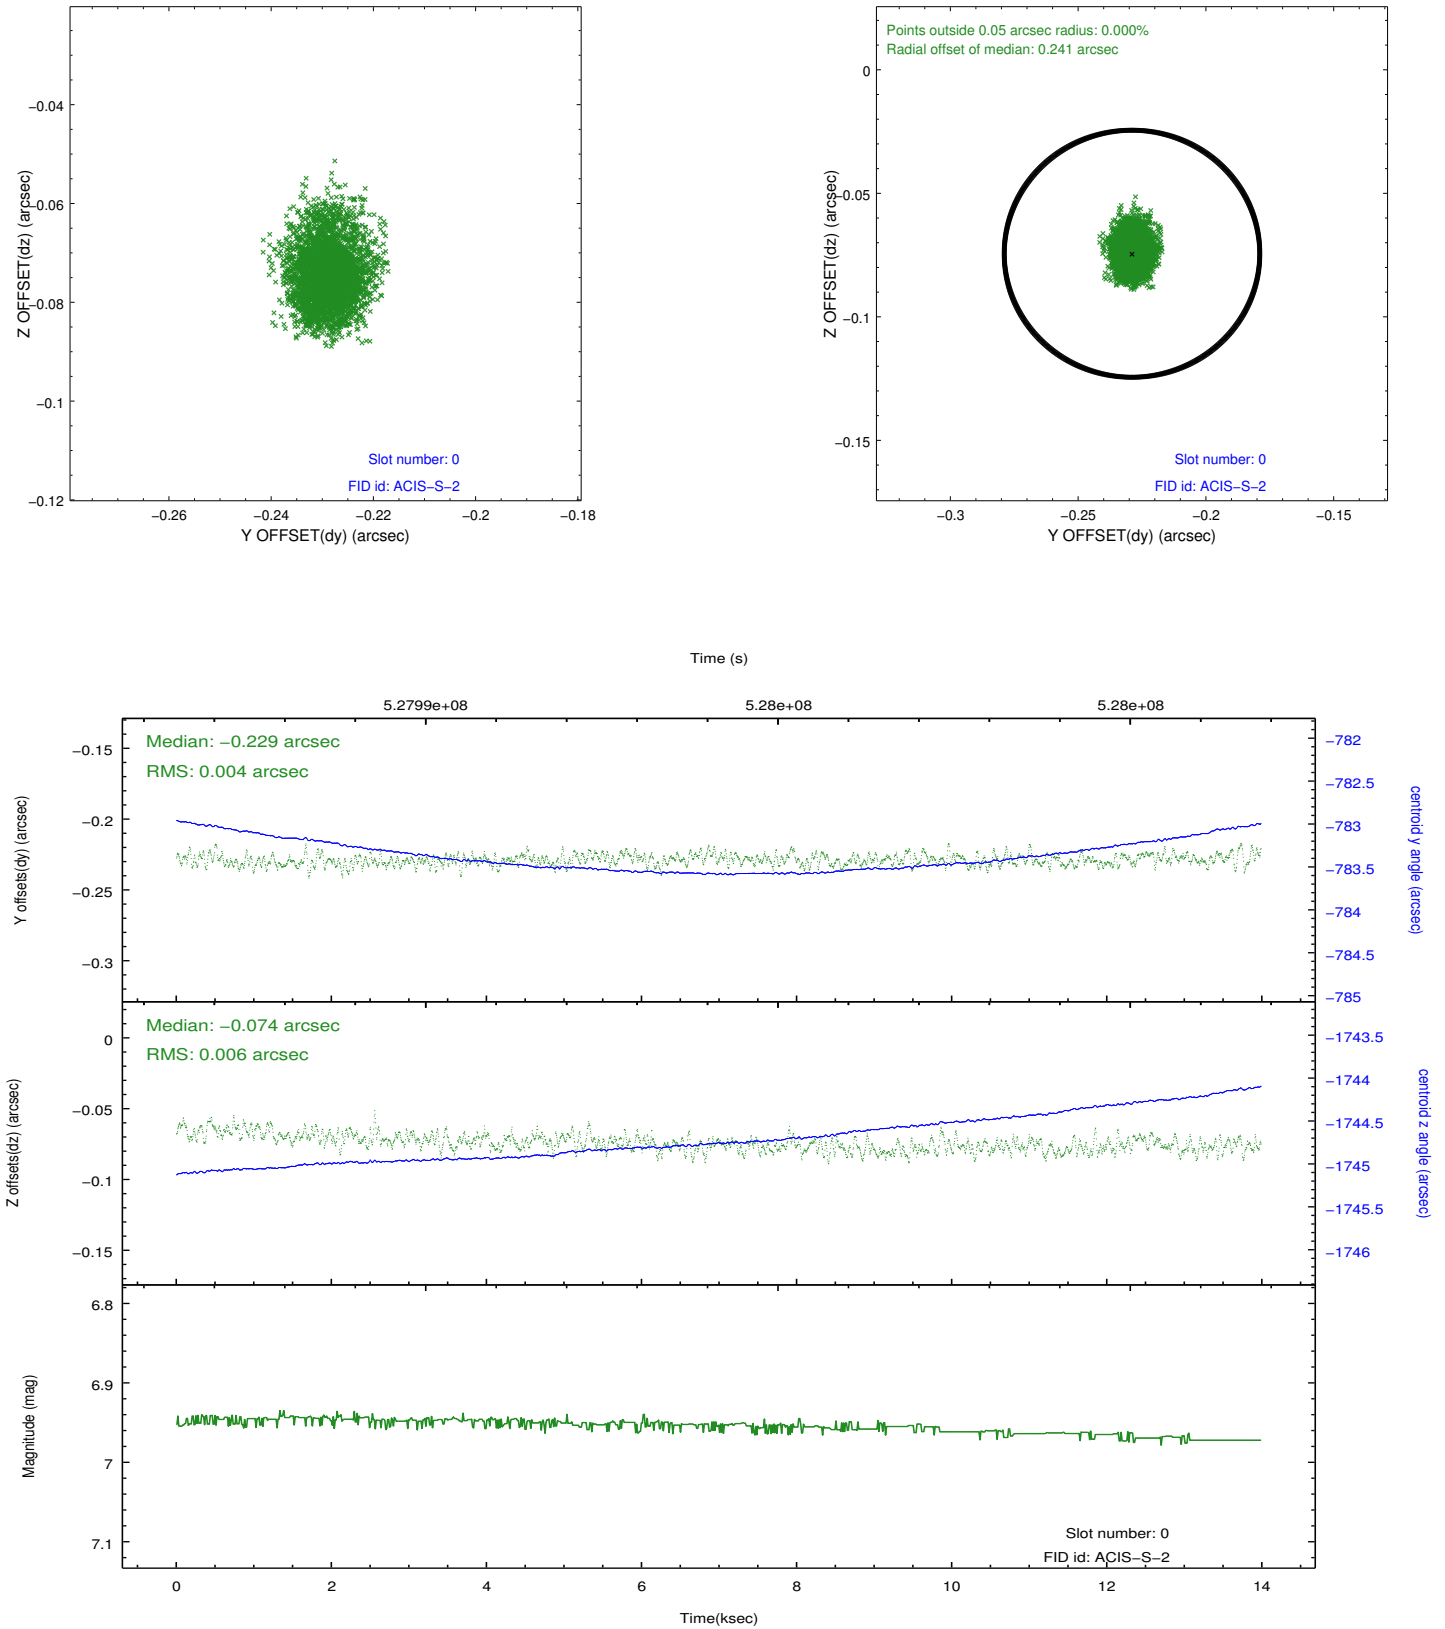 −0.04
−0.06
−0.08
−0.1
−0.12
Z OFFSET(dz) (arcsec)
Slot number: 0
FID id: ACIS−S−2
−0.26
−0.24
−0.22
−0.2
−0.18
Y OFFSET(dy) (arcsec)
Points outside 0.05 arcsec radius: 0.000%
Radial offset of median: 0.241 arcsec
0
−0.05
−0.1
−0.15
Z OFFSET(dz) (arcsec)
Slot number: 0
FID id: ACIS−S−2
−0.3
−0.25
−0.2
−0.15
Y OFFSET(dy) (arcsec)
Time (s)
5.2799e+08
5.28e+08
5.28e+08
Median: −0.229 arcsec
RMS: 0.004 arcsec
−0.15
−0.2
−0.25
−0.3
Y offsets(dy) (arcsec)
−782
−782.5
−783
−783.5
−784
−784.5
−785
centroid y angle (arcsec)
Median: −0.074 arcsec
RMS: 0.006 arcsec
0
−0.05
−0.1
−0.15
Z offsets(dz) (arcsec)
−1743.5
−1744
−1744.5
−1745
−1745.5
−1746
centroid z angle (arcsec)
6.8
6.9
7
7.1
Magnitude (mag)
Slot number: 0
FID id: ACIS−S−2
0
2
4
6
8
10
12
14
Time(ksec)